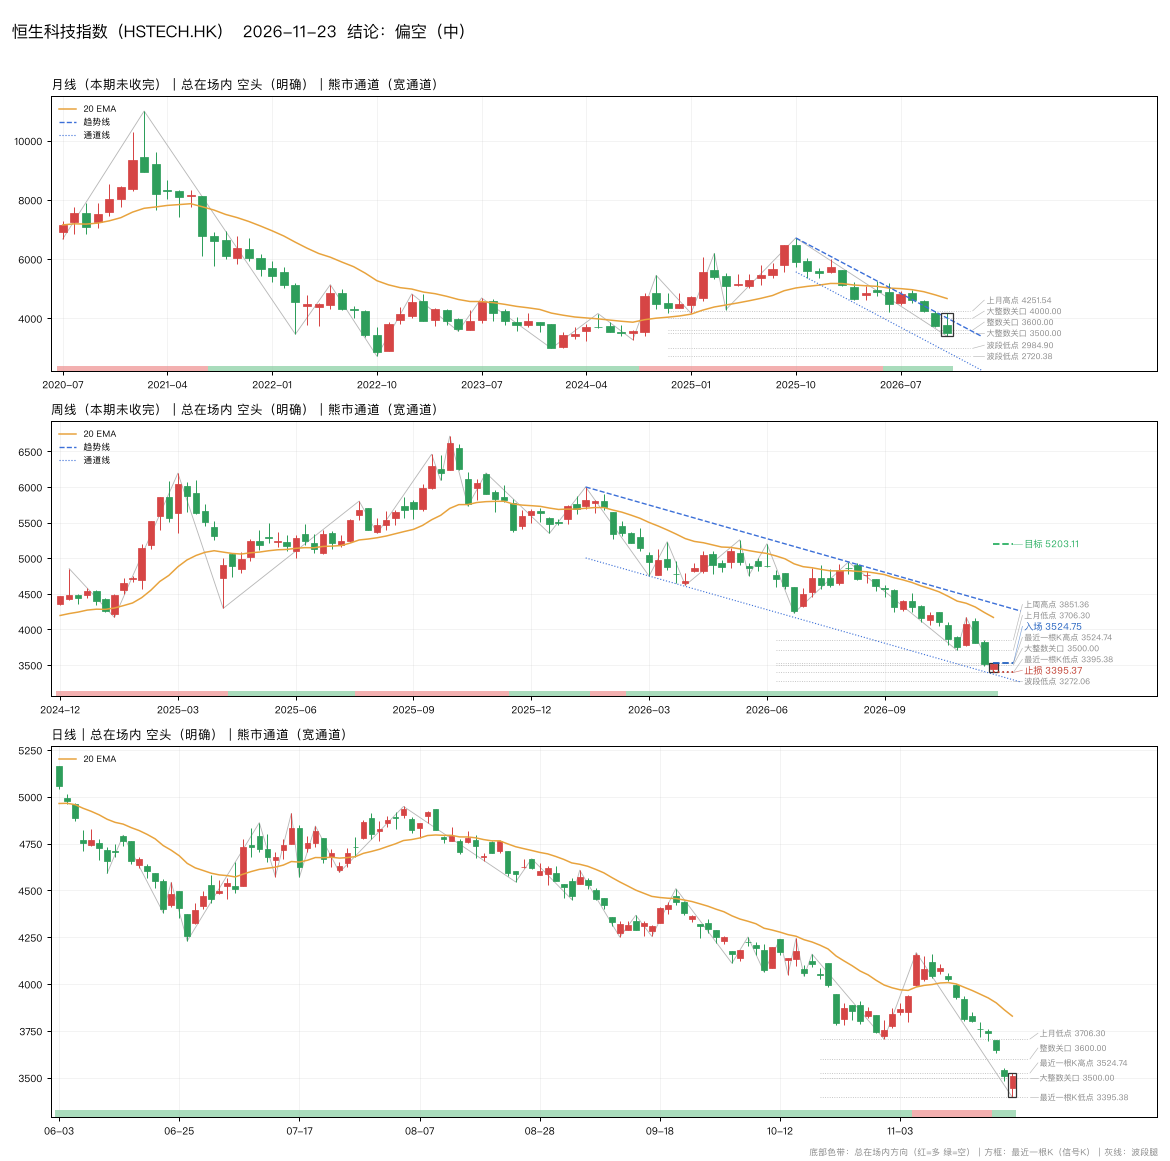 恒生科技指数（HSTECH.HK） 2026-11-23 结论：偏空（中）
月线（本期未收完）｜总在场内 空头（明确）｜熊市通道（宽通道）
20 EMA
趋势线
通道线
10000
8000
6000
4000
上月高点 4251.54
大整数关口 4000.00
整数关口 3600.00
大整数关口 3500.00
波段低点 2984.90
波段低点 2720.38
2020-07 2021-04 2022-01 2022-10 2023-07 2024-04 2025-01 2025-10 2026-07
周线（本期未收完）｜总在场内 空头（明确）｜熊市通道（宽通道）
20 EMA
趋势线
通道线
6500
6000
5500
5000
4500
4000
3500
目标 5203.11
上周高点 3851.36
上月低点 3706.30
入场 3524.75
最近一根K高点 3524.74
大整数关口 3500.00
最近一根K低点 3395.38
止损 3395.37
波段低点 3272.06
2024-12 2025-03 2025-06 2025-09 2025-12 2026-03 2026-06 2026-09
日线｜总在场内 空头（明确）｜熊市通道（宽通道）
20 EMA
5250
5000
4750
4500
4250
4000
3750
3500
上月低点 3706.30
整数关口 3600.00
最近一根K高点 3524.74
大整数关口 3500.00
最近一根K低点 3395.38
06-03 06-25 07-17 08-07 08-28 09-18 10-12 11-03
底部色带：总在场内方向（红=多 绿=空）｜方框：最近一根K（信号K）｜灰线：波段腿